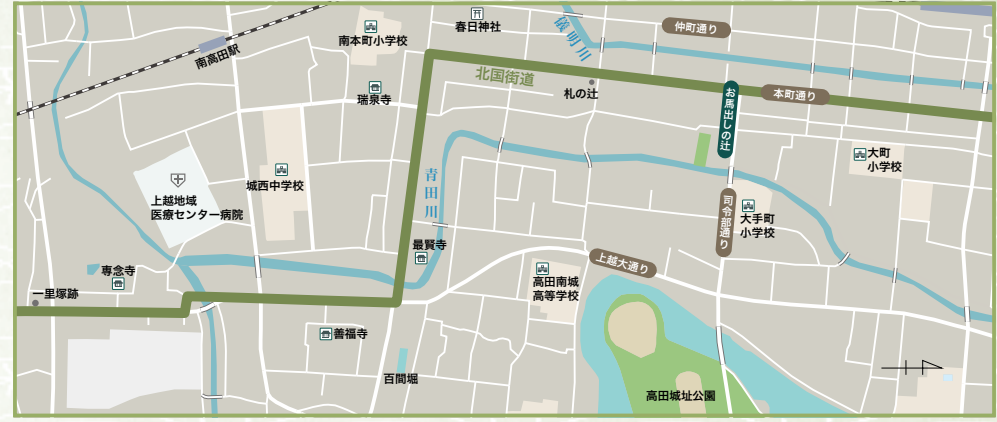 春日神社
儀明川
仲町通り
南本町小学校
南高田駅
北国街道
札の辻
本町通り
瑞泉寺
お馬出しの辻
大町
小学校
城西中学校
青田川
上越地域
医療センター病院
司令部通り
大手町
小学校
最賢寺
上越大通り
専念寺
高田南城
高等学校
一里塚跡
善福寺
百間堀
高田城址公園